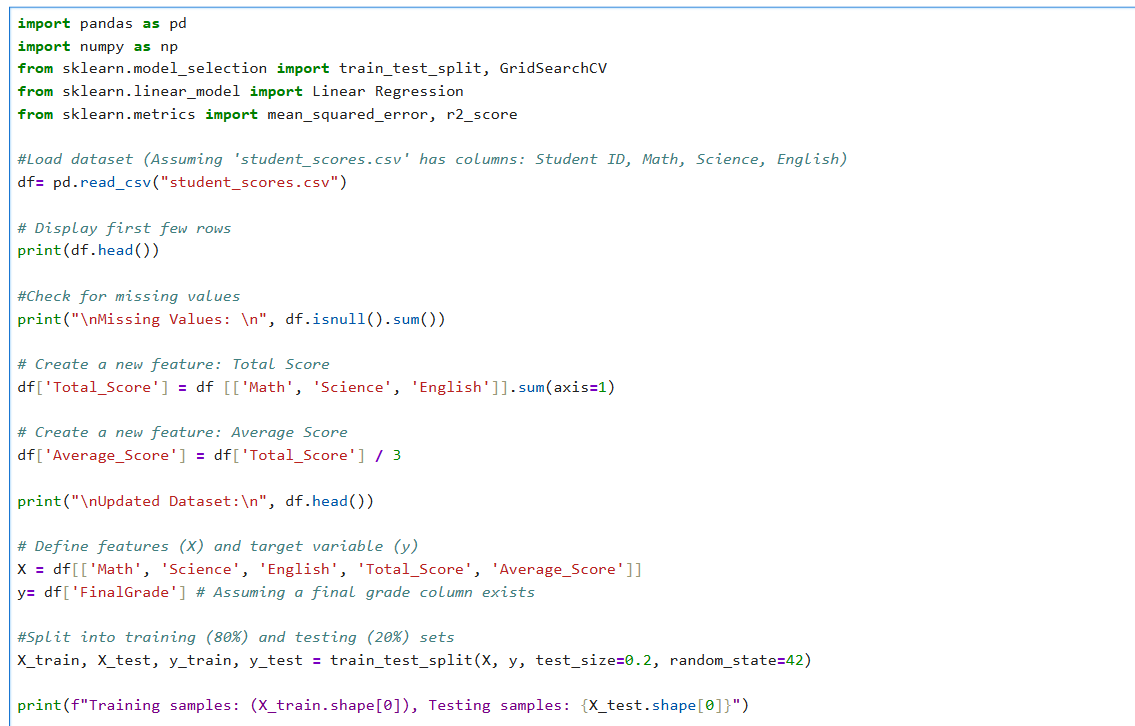 import pandas as pd
import numpy as np
from sklearn.model_selection import train_test_split, GridSearchCV
from sklearn.linear_model import Linear Regression
from sklearn.metrics import mean_squared_error, r2_score
#Load dataset (Assuming 'student_scores.csv' has columns: Student ID, Math, Science, English)
df= pd.read_csv("student_scores.csv")
# Display first few rows
print(df.head())
#Check for missing values
print("\nMissing Values: \n", df.isnull().sum())
# Create a new feature: Total Score
df['Total_Score'] = df [['Math', 'Science', 'English']].sum(axis=1)
# Create a new feature: Average Score
df['Average_Score'] = df['Total_Score'] / 3
print("\nUpdated Dataset:\n", df.head())
# Define features (X) and target variable (y)
X = df[['Math', 'Science', 'English', 'Total_Score', 'Average_Score']]
y= df['FinalGrade'] # Assuming a final grade column exists
#Split into training (80%) and testing (20%) sets
X_train, X_test, y_train, y_test = train_test_split(X, y, test_size=0.2, random_state=42)
print(f"Training samples: (X_train.shape[0]), Testing samples: {X_test.shape[0]}")